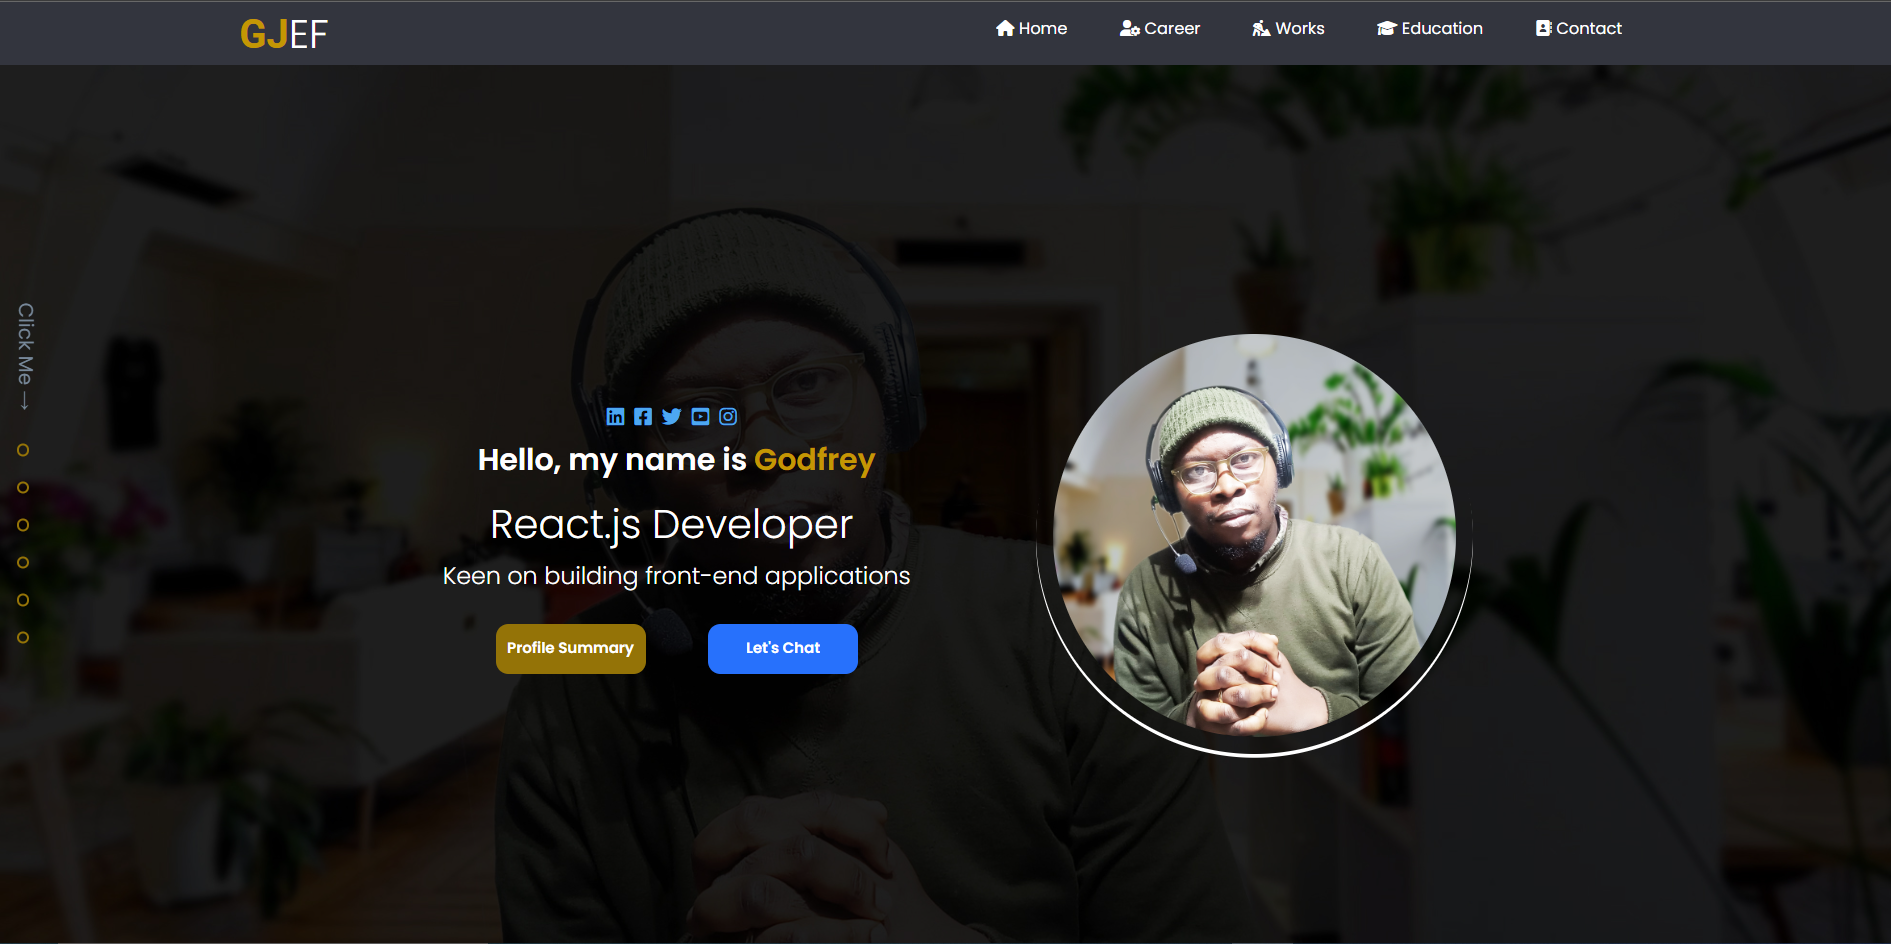 GJEF
Home
Career
Works
Education
Contact
Click Me →
Hello, my name is Godfrey
React.js Developer
Keen on building front-end applications
Profile Summary
Let's Chat